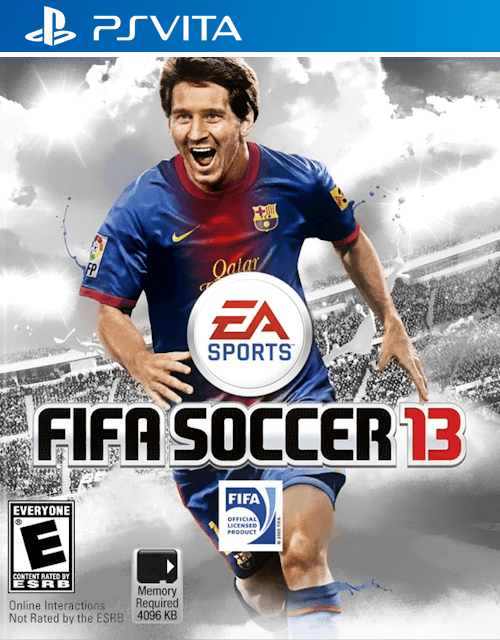 PSVITA
Qatar
FP
EA
SPORTS
FIFA SOCCER 13
FIFA
OFFICIAL
LICENSED
PRODUCT
EVERYONE
E
CONTENT RATED BY
ESRB
Online Interactions
Not Rated by the ESRB
Memory
Required
4096 KB